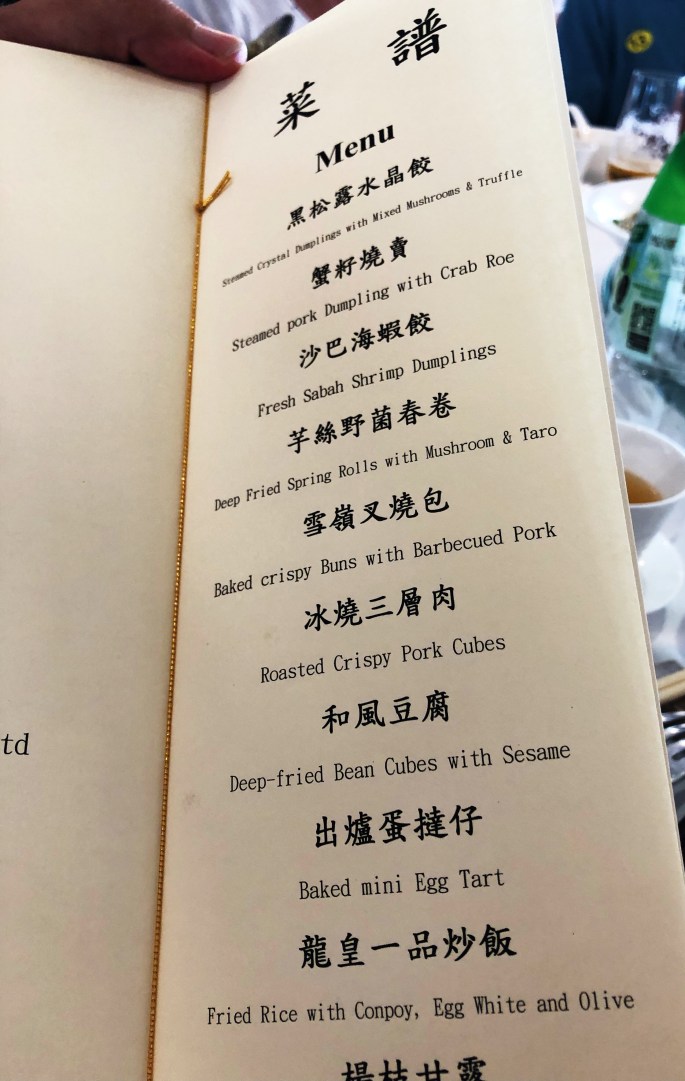 菜 譜
Menu
黑松露水晶餃
Steamed Crystal Dumplings with Mixed Mushrooms & Truffle
蟹籽燒賣
Steamed pork Dumpling with Crab Roe
沙巴海蝦餃
Fresh Sabah Shrimp Dumplings
芋絲野菌春卷
Deep Fried Spring Rolls with Mushroom & Taro
雪嶺叉燒包
Baked crispy Buns with Barbecued Pork
冰燒三層肉
Roasted Crispy Pork Cubes
和風豆腐
Deep-fried Bean Cubes with Sesame
出爐蛋撻仔
Baked mini Egg Tart
龍皇一品炒飯
Fried Rice with Conpoy, Egg White and Olive
楊枝甘露
td